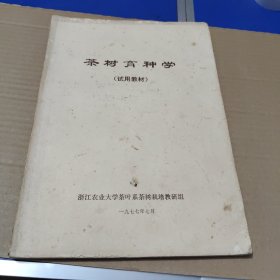 茶树育种学
（试用教材）
浙江农业大学茶叶系茶树栽培教研组
一九七七年七月